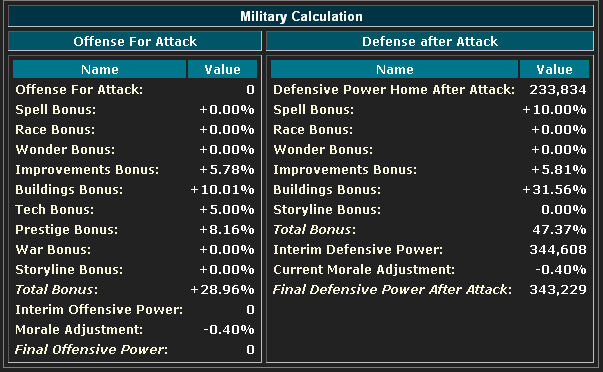 Military Calculation
Offense For Attack
Name Value
Offense For Attack: 0
Spell Bonus: +0.00%
Race Bonus: +0.00%
Wonder Bonus: +0.00%
Improvements Bonus: +5.78%
Buildings Bonus: +10.01%
Tech Bonus: +5.00%
Prestige Bonus: +8.16%
War Bonus: +0.00%
Storyline Bonus: +0.00%
Total Bonus: +28.96%
Interim Offensive Power: 0
Morale Adjustment: -0.40%
Final Offensive Power: 0
Defense after Attack
Name Value
Defensive Power Home After Attack: 233,834
Spell Bonus: +10.00%
Race Bonus: +0.00%
Wonder Bonus: +0.00%
Improvements Bonus: +5.81%
Buildings Bonus: +31.56%
Storyline Bonus: 0.00%
Total Bonus: 47.37%
Interim Defensive Power: 344,608
Current Morale Adjustment: -0.40%
Final Defensive Power After Attack: 343,229